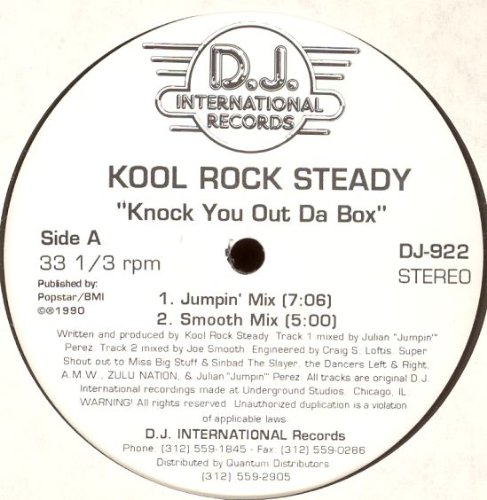 D.J.
INTERNATIONAL
RECORDS
KOOL ROCK STEADY
"Knock You Out Da Box"
Side A
33 1/3 rpm
DJ-922
STEREO
Published by:
Popstar/BMI
©℗1990
1. Jumpin' Mix (7:06)
2. Smooth Mix (5:00)
Written and produced by Kool Rock Steady. Track 1 mixed by Julian "Jumpin'"
Perez. Track 2 mixed by Joe Smooth. Engineered by Craig S. Loftis. Super
Shout out to Miss Big Stuff & Sinbad The Slayer, the Dancers Left & Right,
A.M.W., ZULU NATION, & Julian "Jumpin'" Perez. All tracks are original D.J.
International recordings made at Underground Studios. Chicago, IL.
WARNING! All rights reserved. Unauthorized duplication is a violation
of applicable laws.
D.J. INTERNATIONAL Records
Phone: (312) 559-1845 - Fax: (312) 559-0286
Distributed by Quantum Distributors
(312) 559-2905